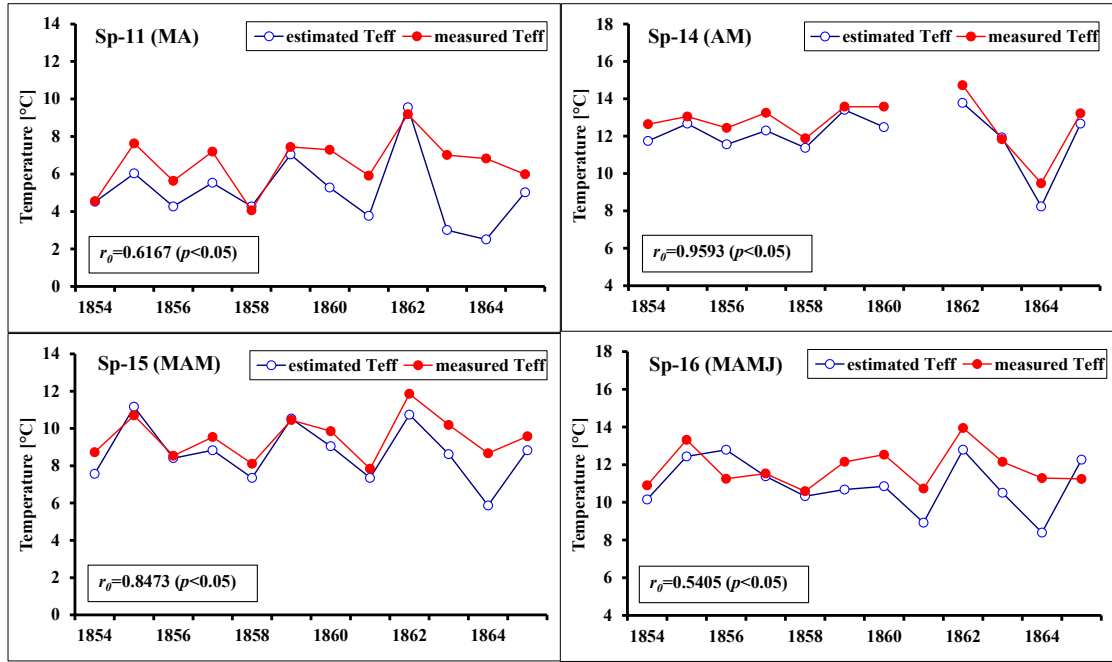 Sp-11 (MA)
estimated Teff measured Teff
Temperature [°C]
14
12
10
8
6
4
2
0
r0=0.6167 (p<0.05)
1854 1856 1858 1860 1862 1864
Sp-14 (AM)
estimated Teff measured Teff
Temperature [°C]
18
16
14
12
10
8
6
4
r0=0.9593 (p<0.05)
1854 1856 1858 1860 1862 1864
Sp-15 (MAM)
estimated Teff measured Teff
Temperature [°C]
14
12
10
8
6
4
2
0
r0=0.8473 (p<0.05)
1854 1856 1858 1860 1862 1864
Sp-16 (MAMJ)
estimated Teff measured Teff
Temperature [°C]
18
16
14
12
10
8
6
4
r0=0.5405 (p<0.05)
1854 1856 1858 1860 1862 1864